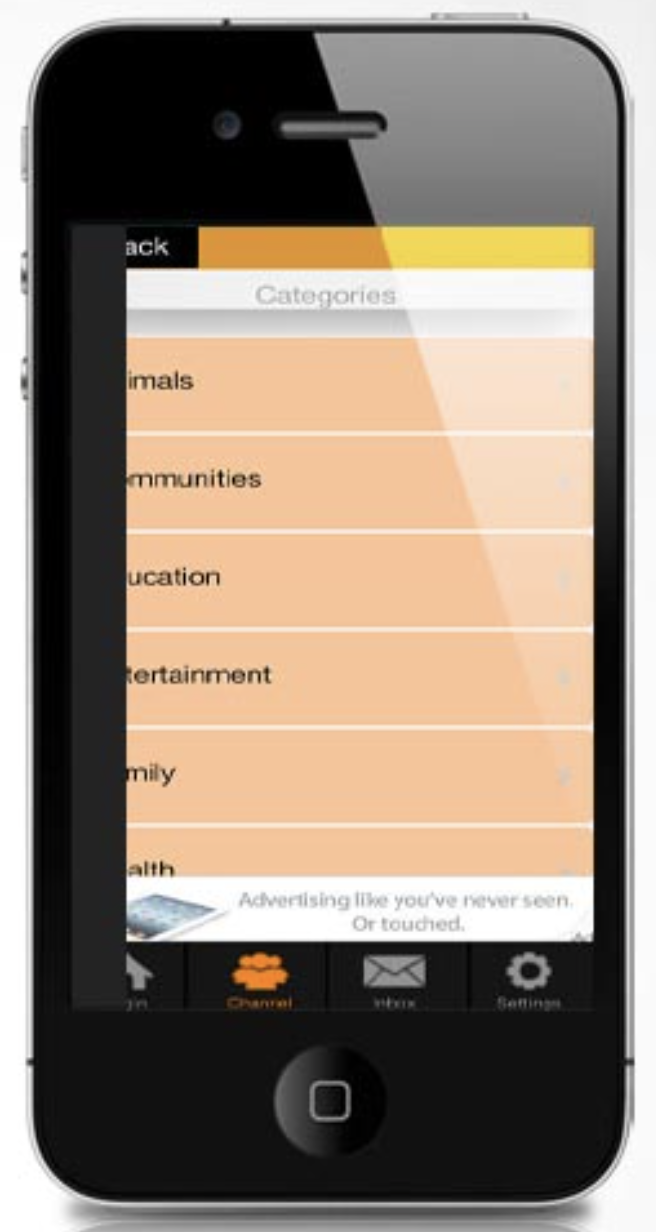 ack
Categories
imals
mmunities
ucation
tertainment
mily
alth
Advertising like you've never seen.
Or touched.
gin
Channel
Inbox
Settings